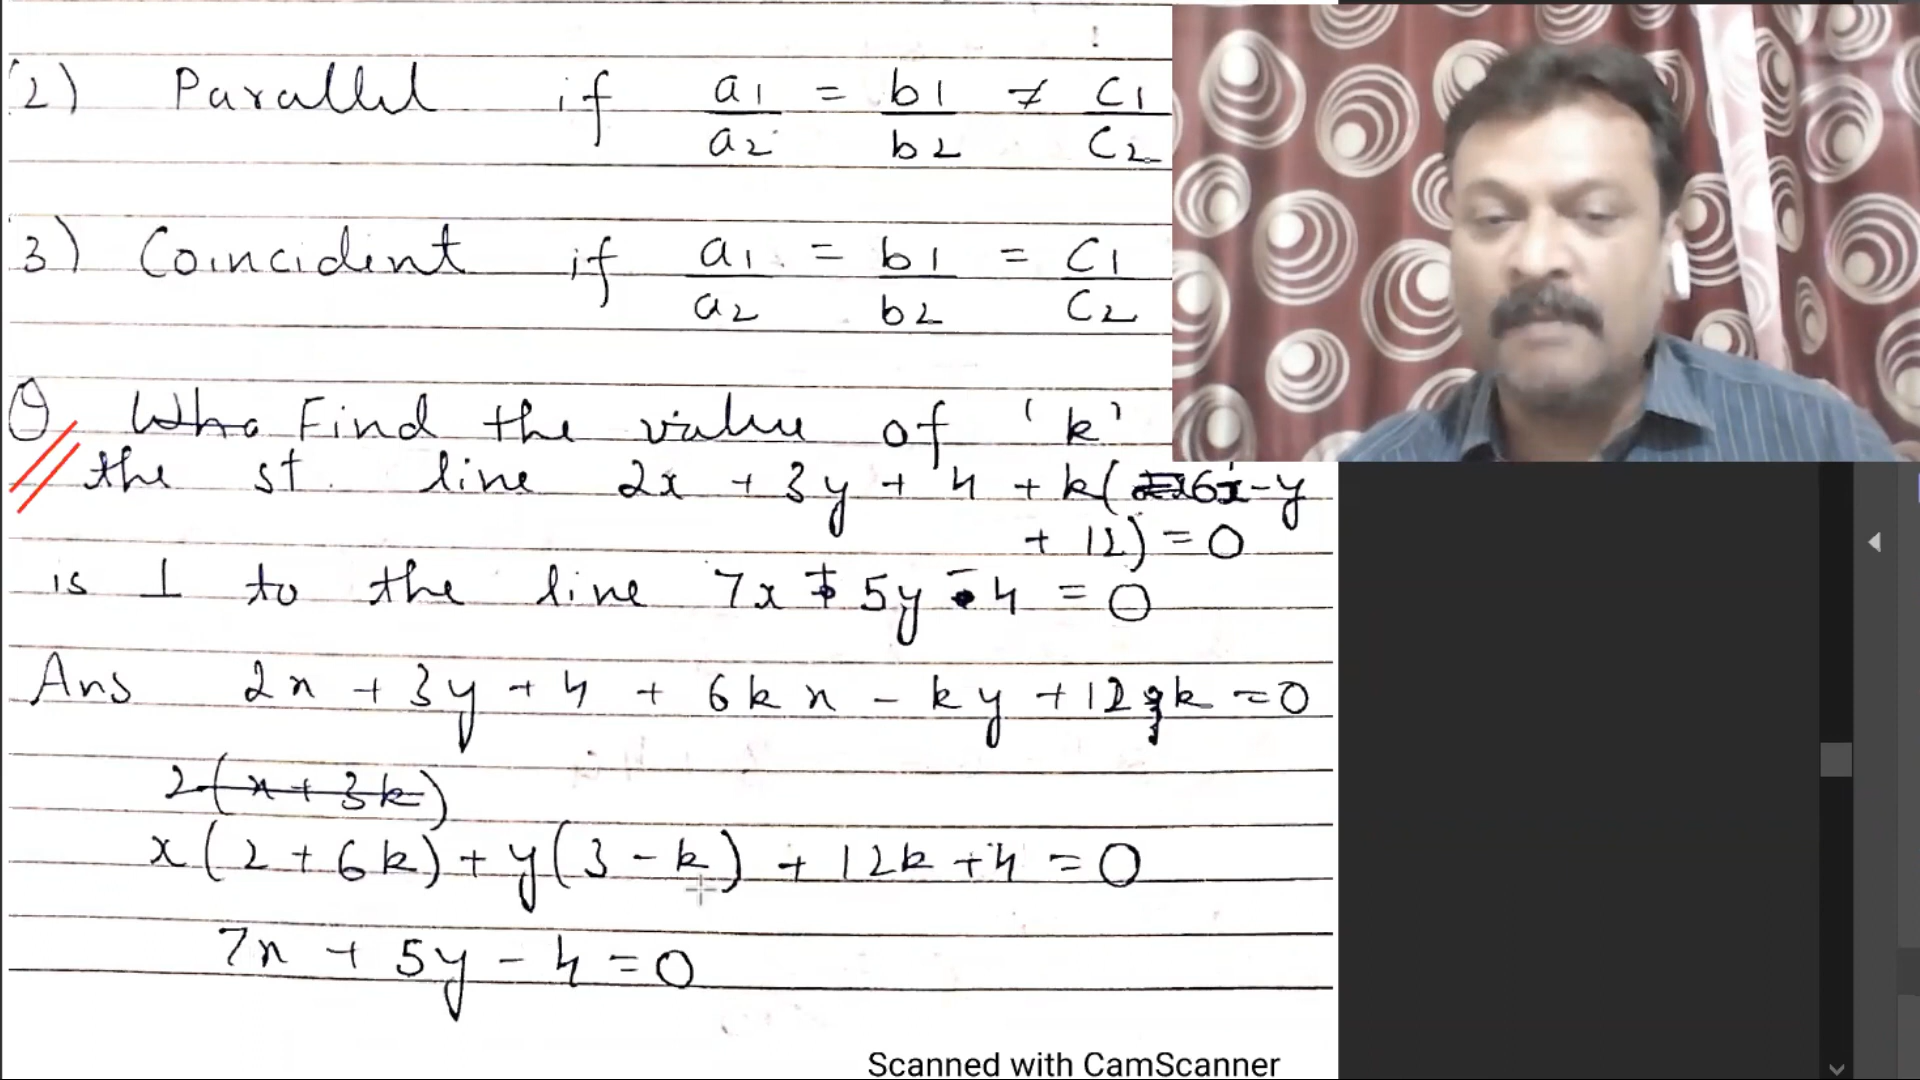 (2) Parallel if a1/a2 = b1/b2 ≠ c1/c2
3) Coincident if a1/a2 = b1/b2 = c1/c2
Q Find the value of 'k'
the st. line 2x + 3y + 4 + k( 6x - y
+ 12) = 0
is ⊥ to the line 7x + 5y - 4 = 0
Ans 2x + 3y + 4 + 6kx - ky + 12k = 0
2(x + 3k)
x(2 + 6k) + y(3 - k) + 12k + 4 = 0
7x + 5y - 4 = 0
Scanned with CamScanner